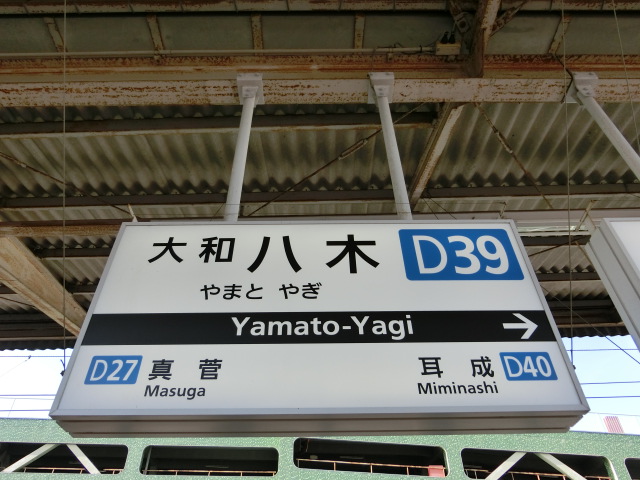 大和八木 D39
やまと やぎ
Yamato-Yagi →
D27 真菅 耳成 D40
Masuga Miminashi